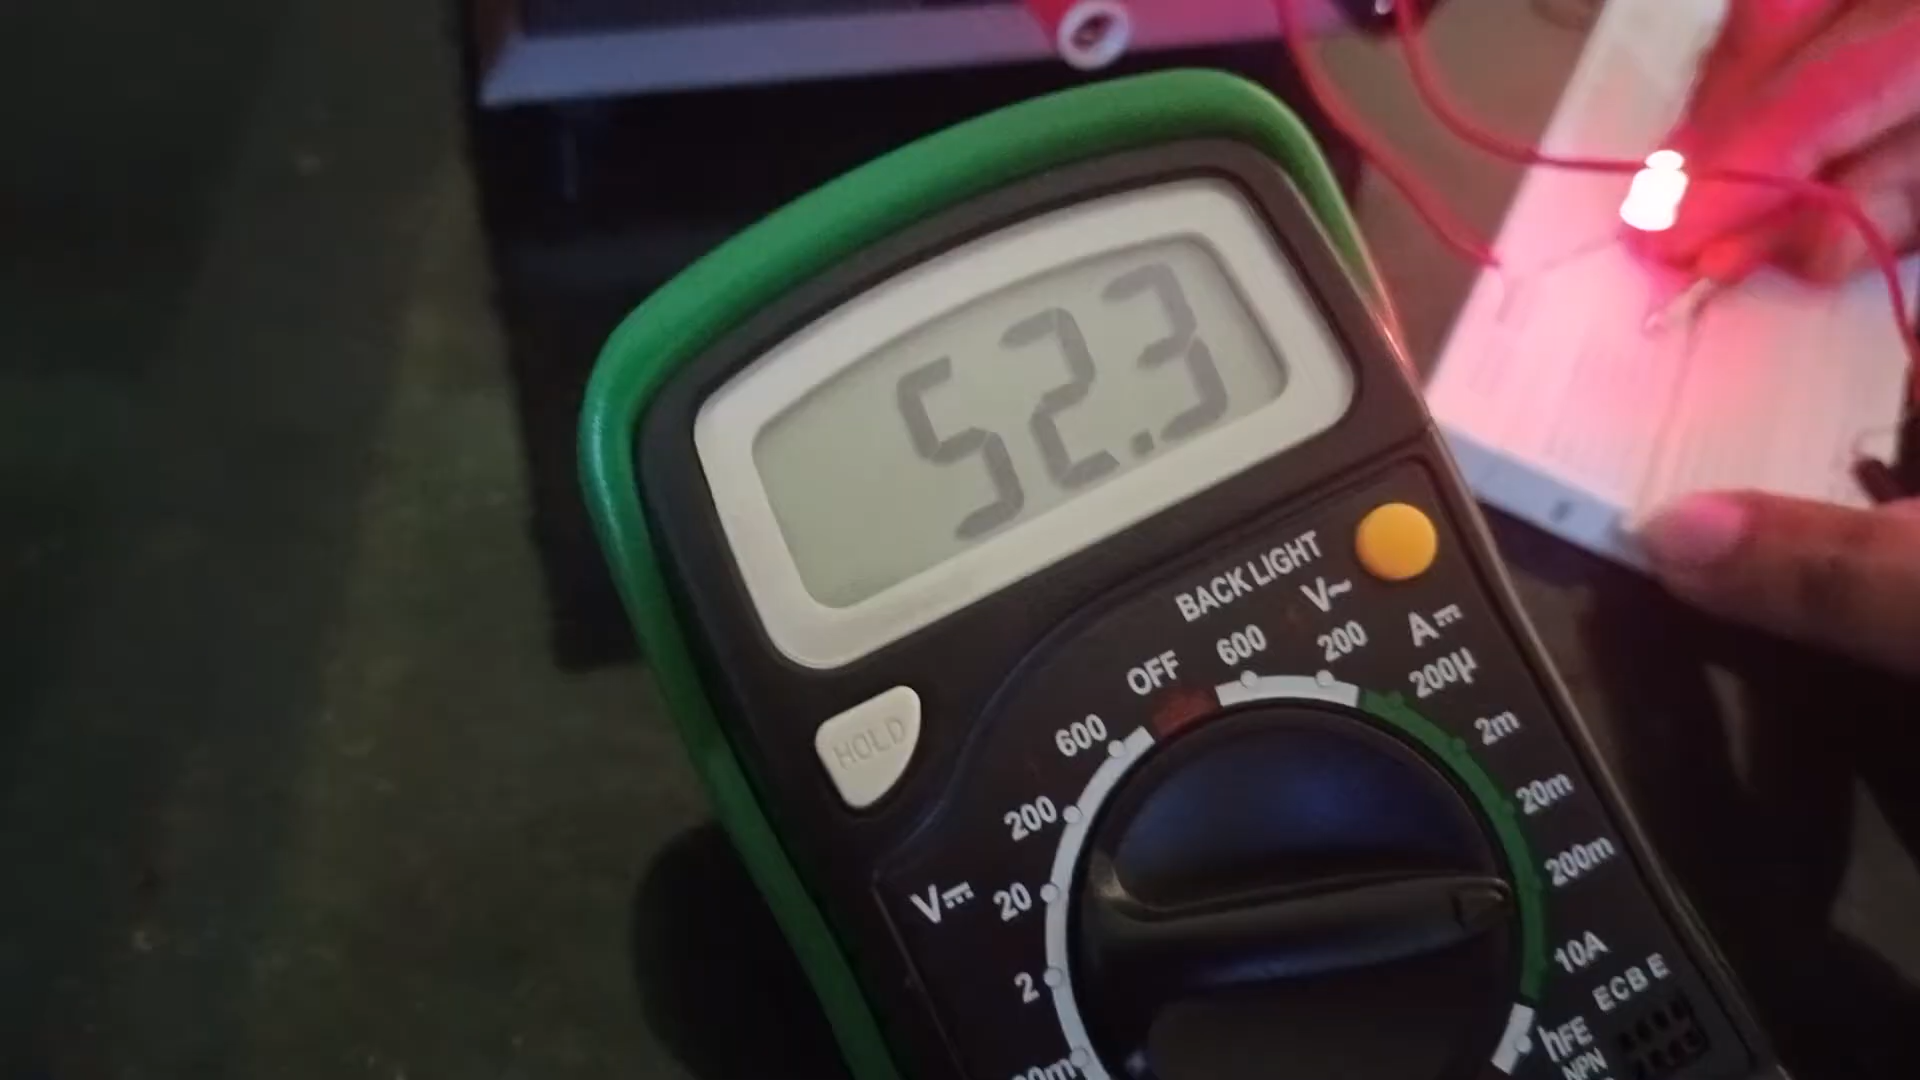 52.3
BACK LIGHT
HOLD
OFF
600
V~
200
A⎓
200µ
2m
20m
200m
10A
600
200
V⎓
20
2
ECB E
hFE
NPN